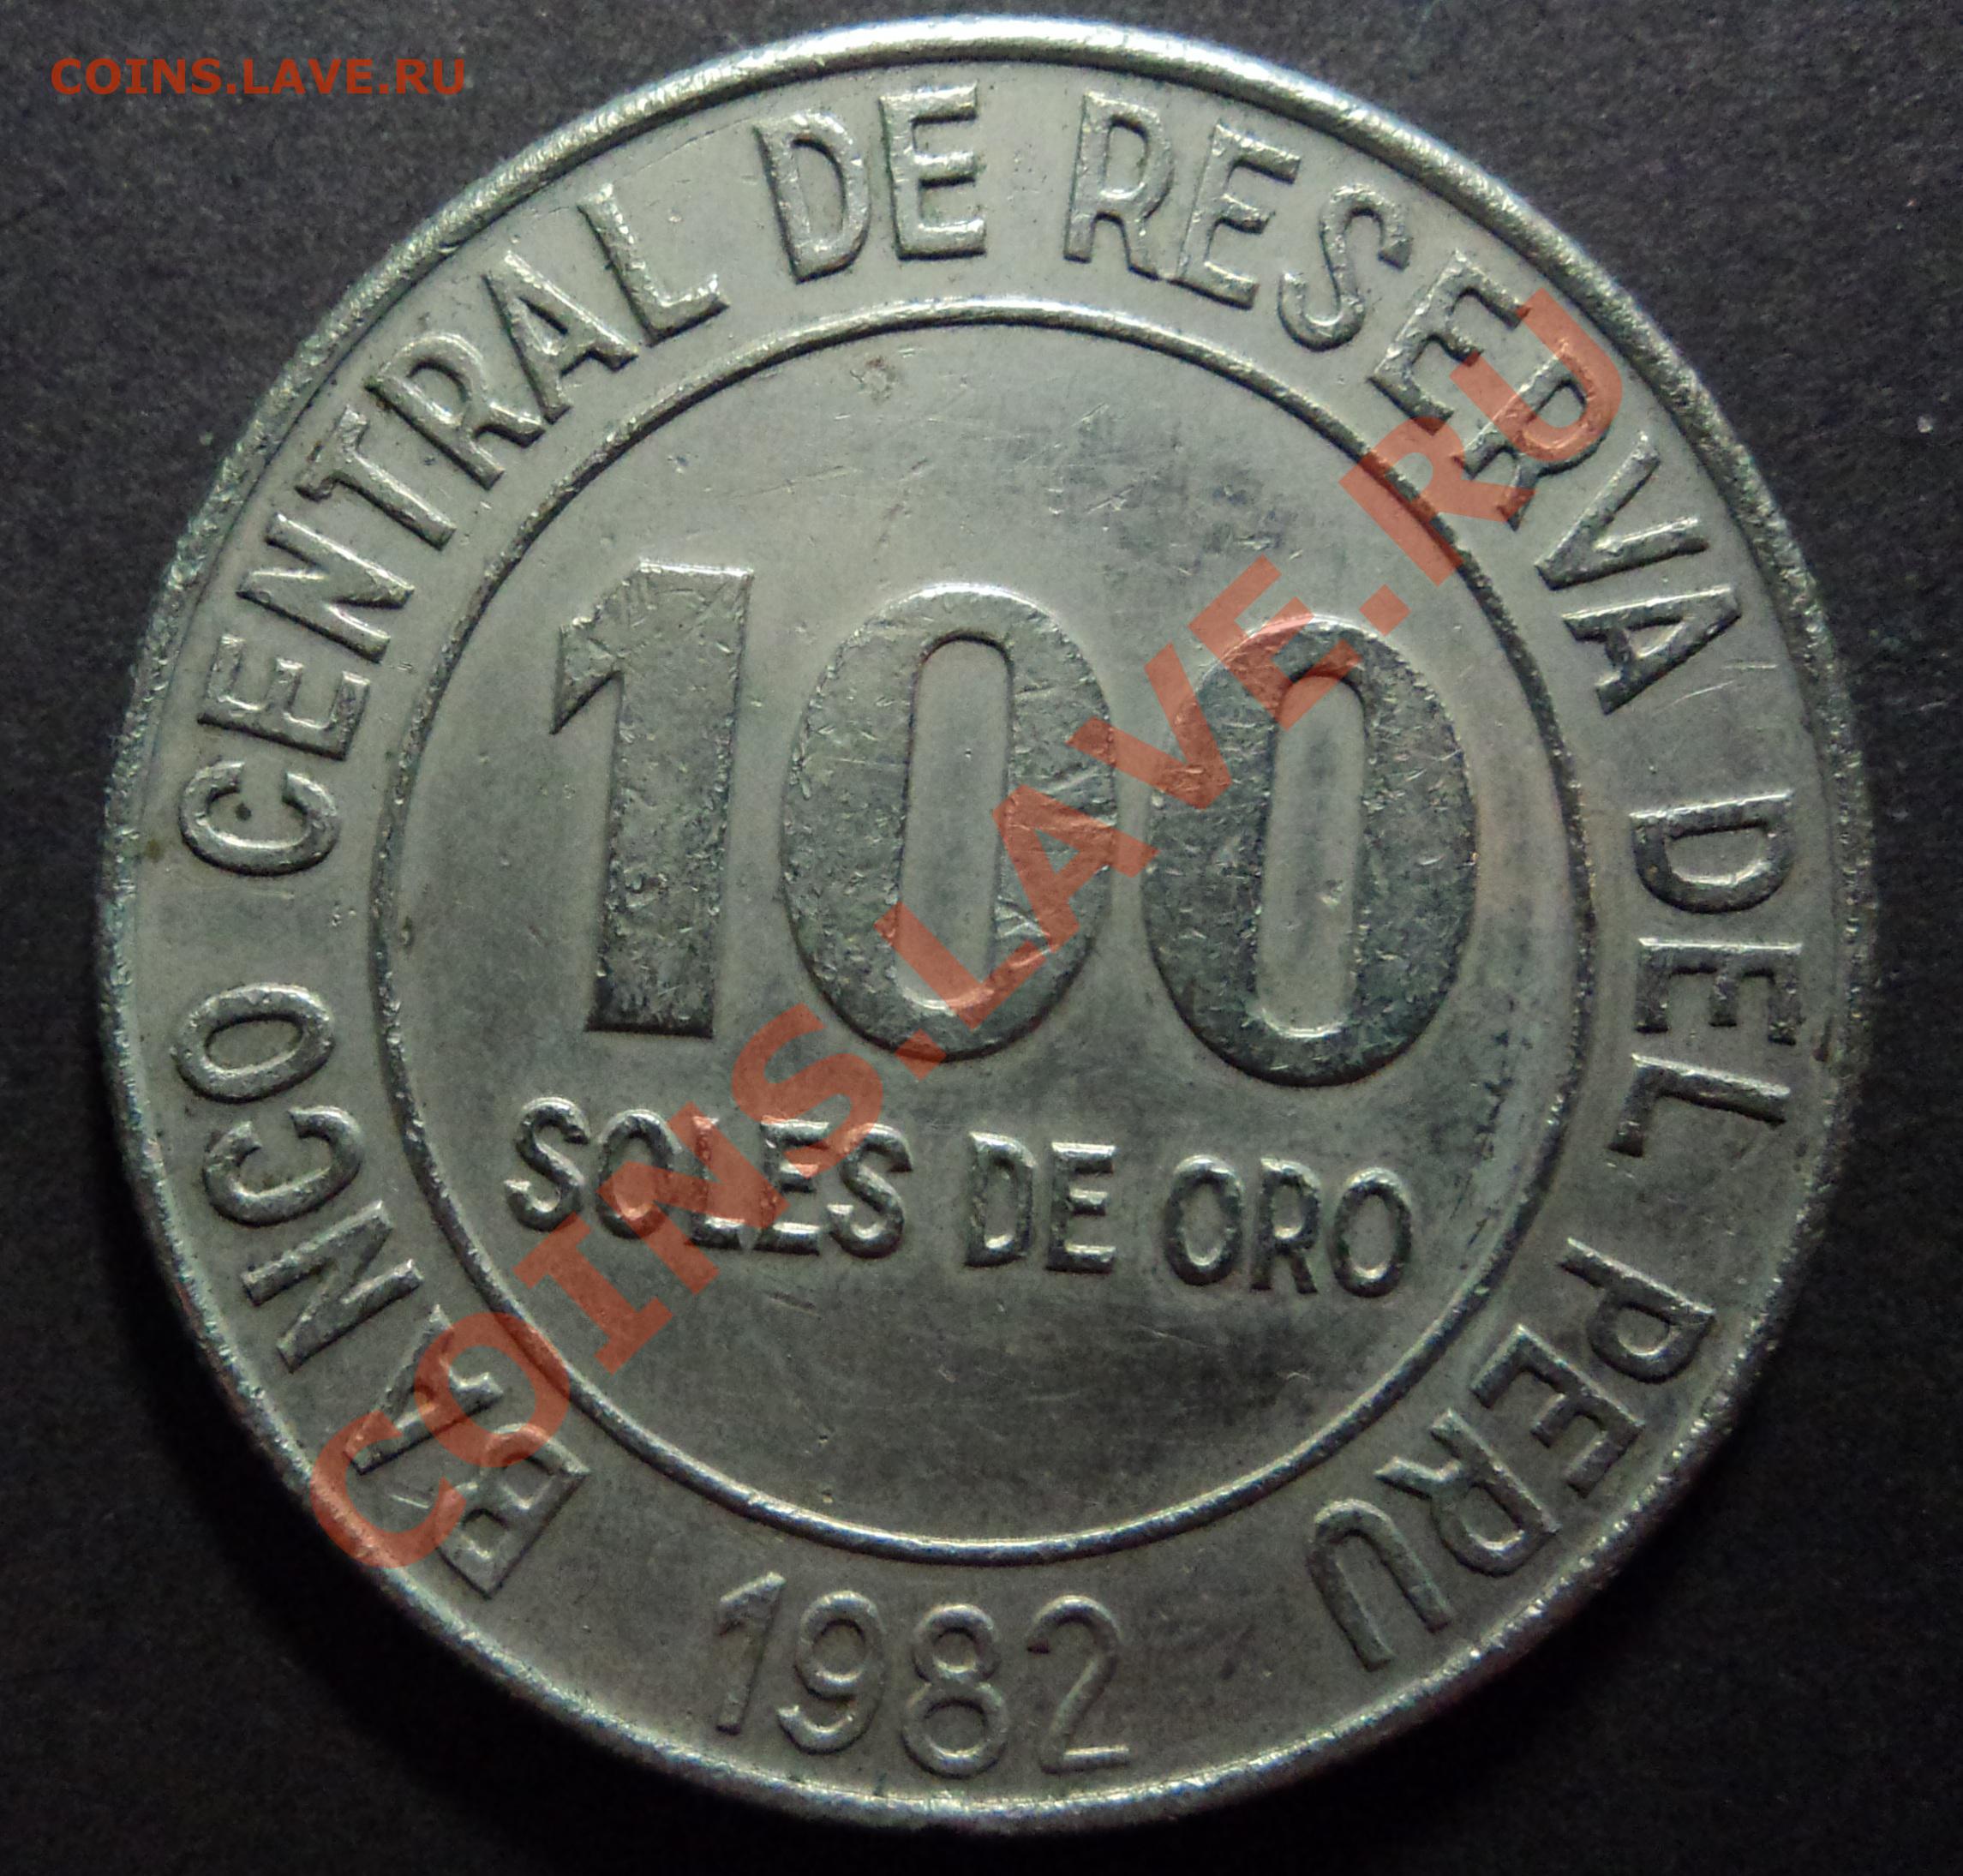 COINS.LAVE.RU
BANCO CENTRAL DE RESERVA DEL PERU
100
SOLES DE ORO
1982
COINS.LAVE.RU